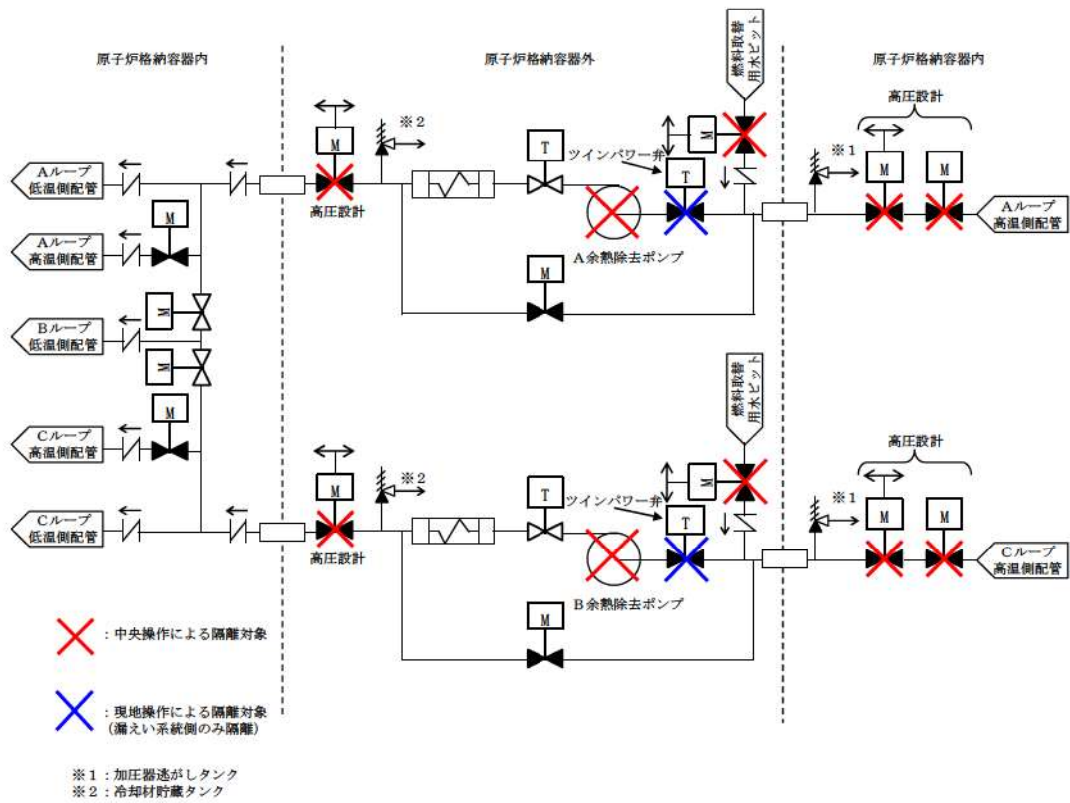 原子炉格納容器内
原子炉格納容器外
原子炉格納容器内
燃料取替
用水ピット
高圧設計
M
※2
T
M
ツインパワー弁
T
※1
M
M
Aループ
低温側配管
高圧設計
Aループ
高温側配管
M
Aループ
高温側配管
A余熱除去ポンプ
M
M
Bループ
低温側配管
M
燃料取替
用水ピット
M
Cループ
高温側配管
高圧設計
M
※2
T
M
ツインパワー弁
T
※1
M
M
Cループ
低温側配管
高圧設計
Cループ
高温側配管
B余熱除去ポンプ
M
:中央操作による隔離対象
:現地操作による隔離対象
(漏えい系統側のみ隔離)
※1:加圧器逃がしタンク
※2:冷却材貯蔵タンク